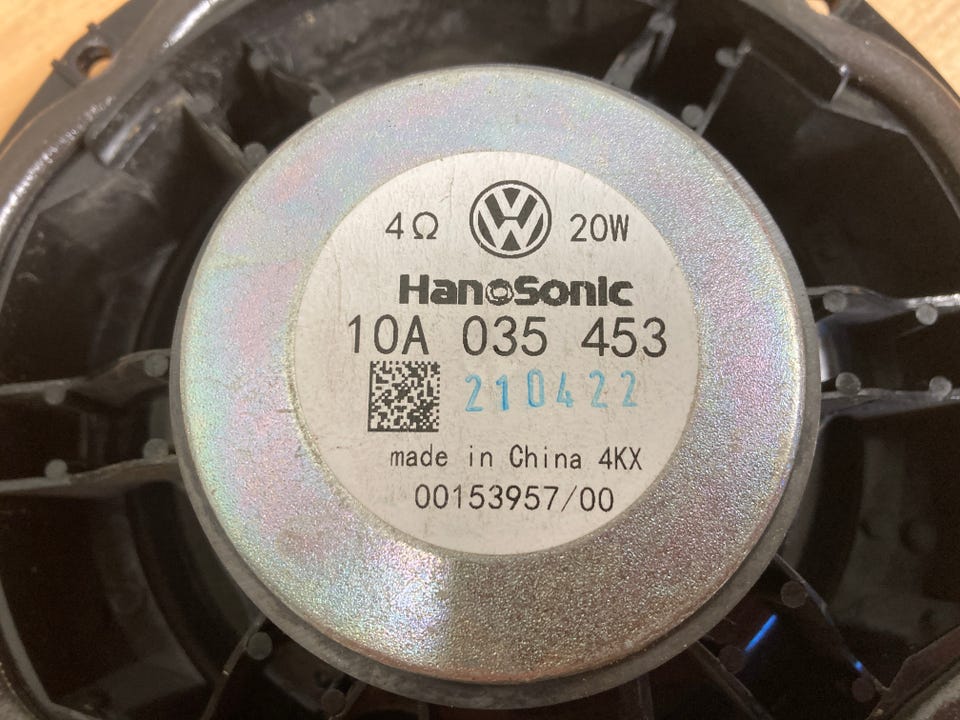 4Ω 20W
HanoSonic
10A 035 453
210422
made in China 4KX
00153957/00